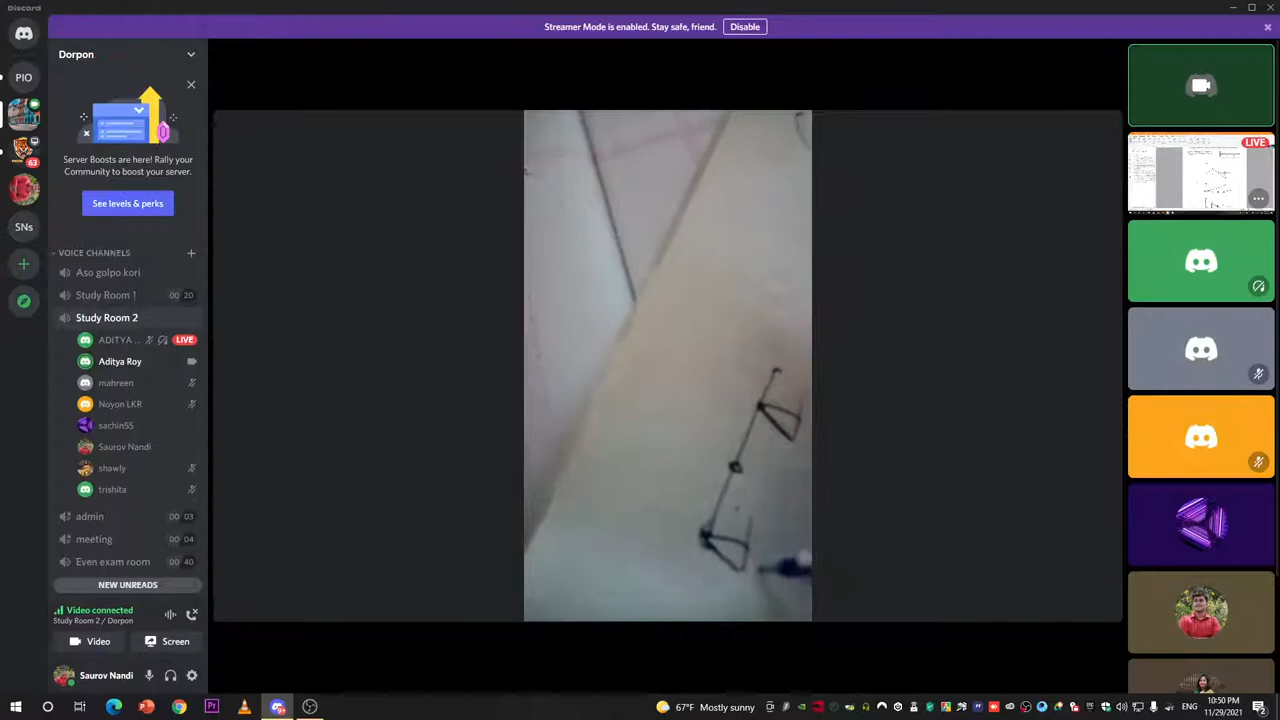 Discord
Streamer Mode is enabled. Stay safe, friend.
Disable
Dorpon
PIO
63
SNs
Server Boosts are here! Rally your
Community to boost your server.
See levels & perks
VOICE CHANNELS
Aso golpo kori
Study Room 1
00 20
Study Room 2
ADITYA ...
LIVE
Aditya Roy
mahreen
Noyon LKR
sachin55
Saurov Nandi
shawly
trishita
admin
00 03
meeting
00 04
Even exam room
00 40
NEW UNREADS
Video connected
Study Room 2 / Dorpon
Video
Screen
Saurov Nandi
LIVE
67°F Mostly sunny
ENG
10:50 PM
11/29/2021